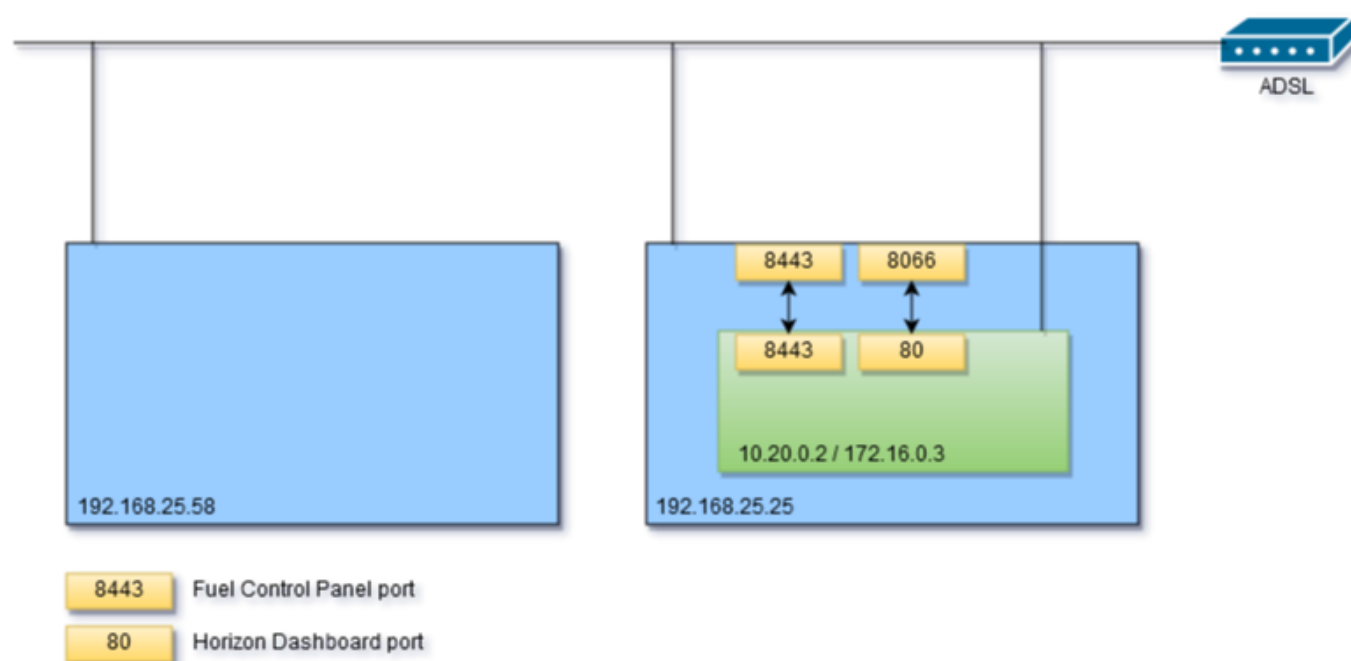 ADSL
8443
8066
8443
80
10.20.0.2 / 172.16.0.3
192.168.25.58
192.168.25.25
8443 Fuel Control Panel port
80 Horizon Dashboard port